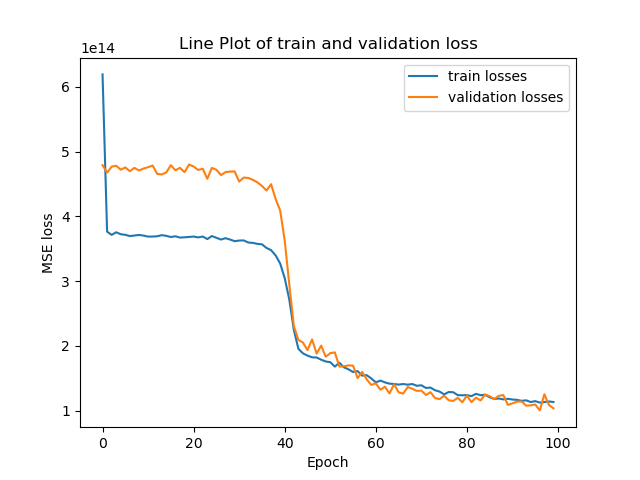 Line Plot of train and validation loss
1e14
train losses
validation losses
6
5
4
3
2
1
MSE loss
0 20 40 60 80 100
Epoch